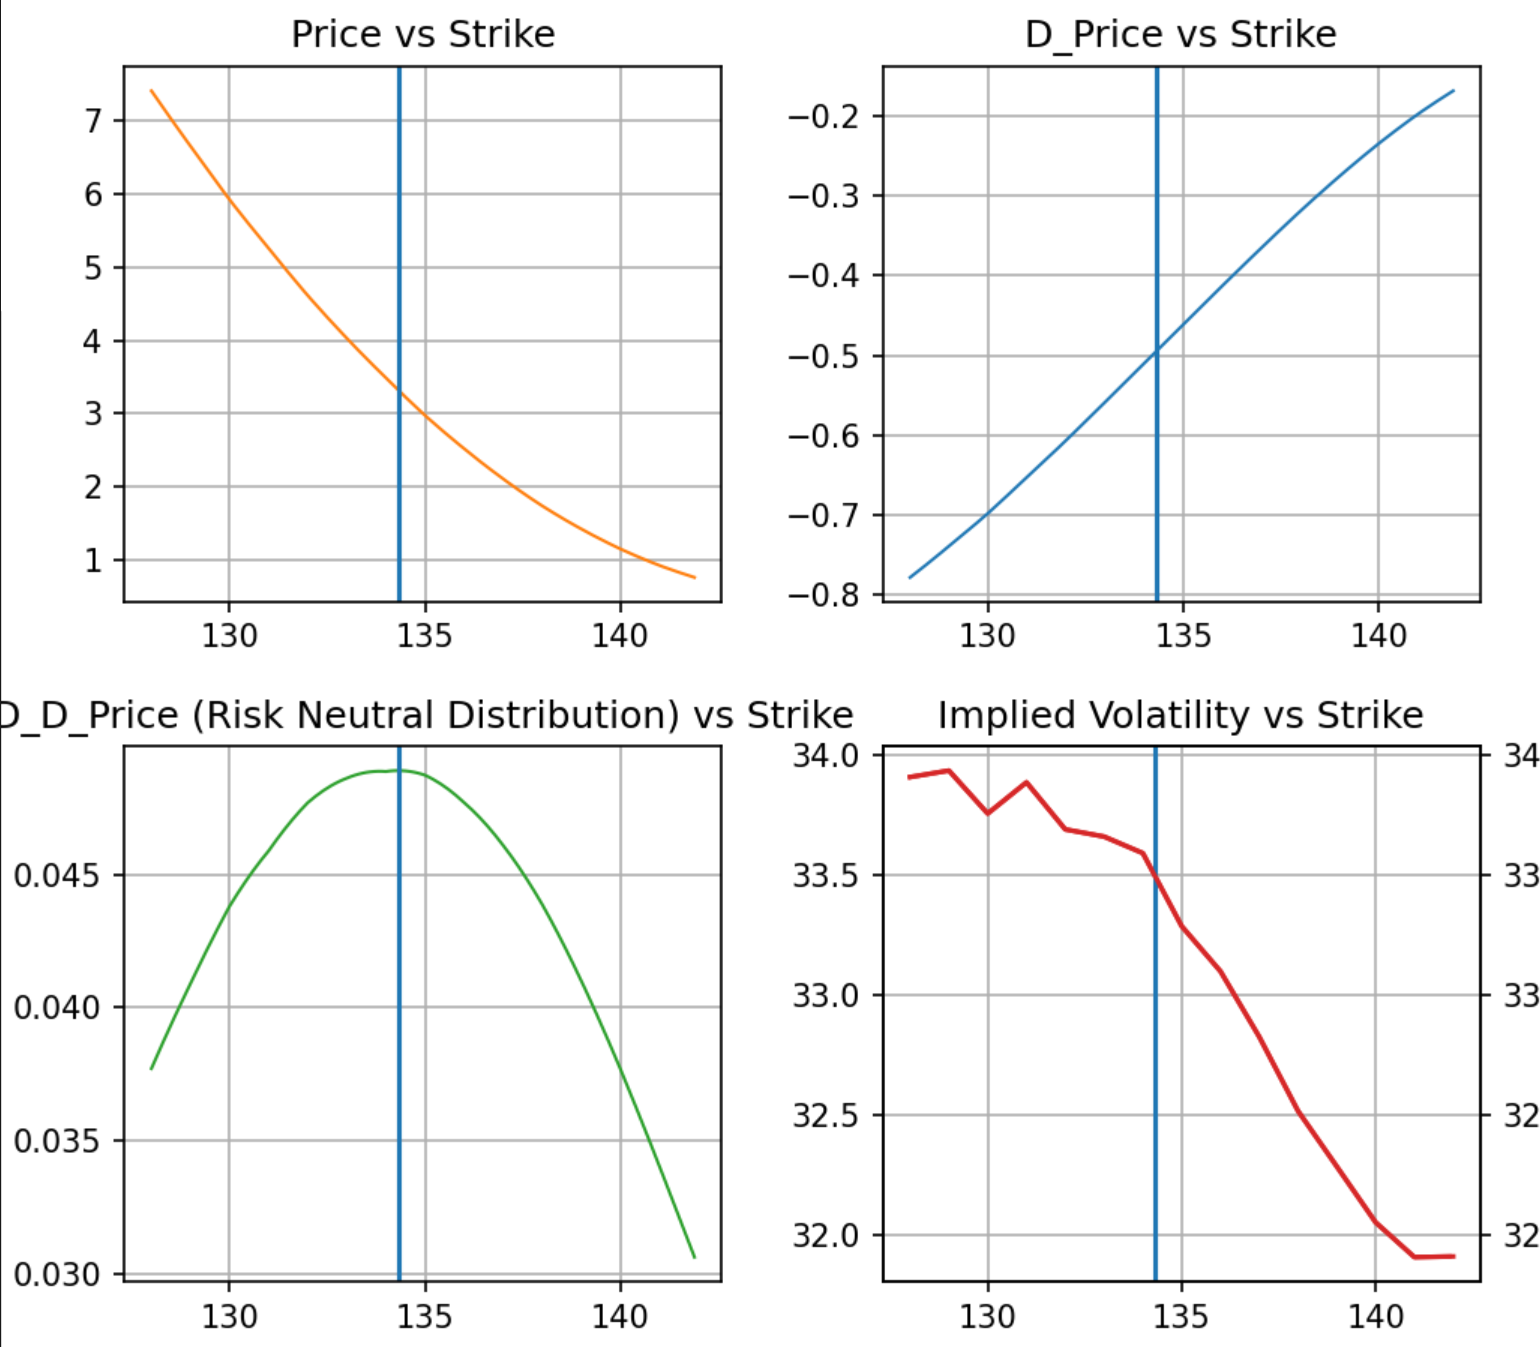 Price vs Strike
7
6
5
4
3
2
1
130 135 140
D_Price vs Strike
−0.2
−0.3
−0.4
−0.5
−0.6
−0.7
−0.8
130 135 140
D_D_Price (Risk Neutral Distribution) vs Strike
0.045
0.040
0.035
0.030
130 135 140
Implied Volatility vs Strike
34.0 34
33.5 33
33.0 33
32.5 32
32.0 32
130 135 140